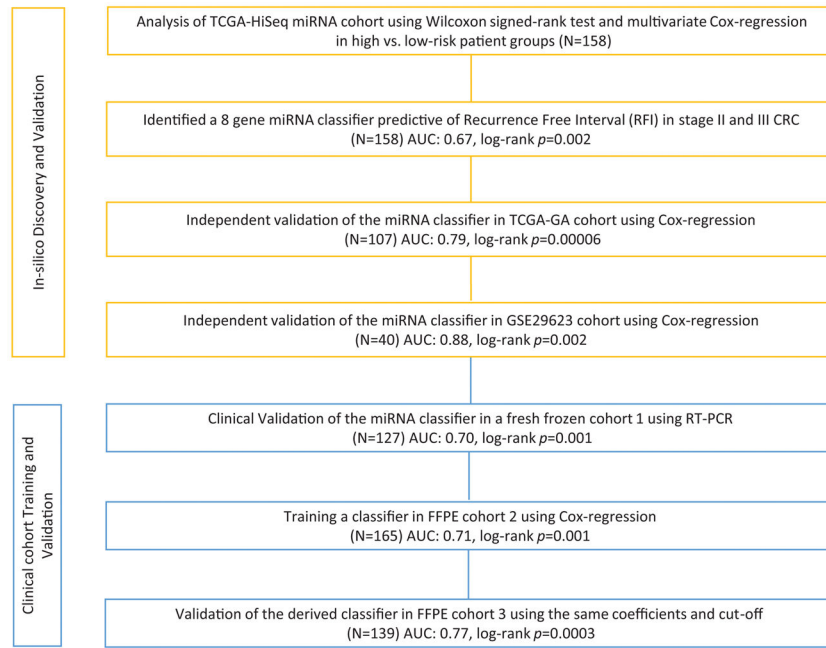 In-silico Discovery and Validation
Analysis of TCGA-HiSeq miRNA cohort using Wilcoxon signed-rank test and multivariate Cox-regression
in high vs. low-risk patient groups (N=158)
Identified a 8 gene miRNA classifier predictive of Recurrence Free Interval (RFI) in stage II and III CRC
(N=158) AUC: 0.67, log-rank p=0.002
Independent validation of the miRNA classifier in TCGA-GA cohort using Cox-regression
(N=107) AUC: 0.79, log-rank p=0.00006
Independent validation of the miRNA classifier in GSE29623 cohort using Cox-regression
(N=40) AUC: 0.88, log-rank p=0.002
Clinical cohort Training and
Validation
Clinical Validation of the miRNA classifier in a fresh frozen cohort 1 using RT-PCR
(N=127) AUC: 0.70, log-rank p=0.001
Training a classifier in FFPE cohort 2 using Cox-regression
(N=165) AUC: 0.71, log-rank p=0.001
Validation of the derived classifier in FFPE cohort 3 using the same coefficients and cut-off
(N=139) AUC: 0.77, log-rank p=0.0003